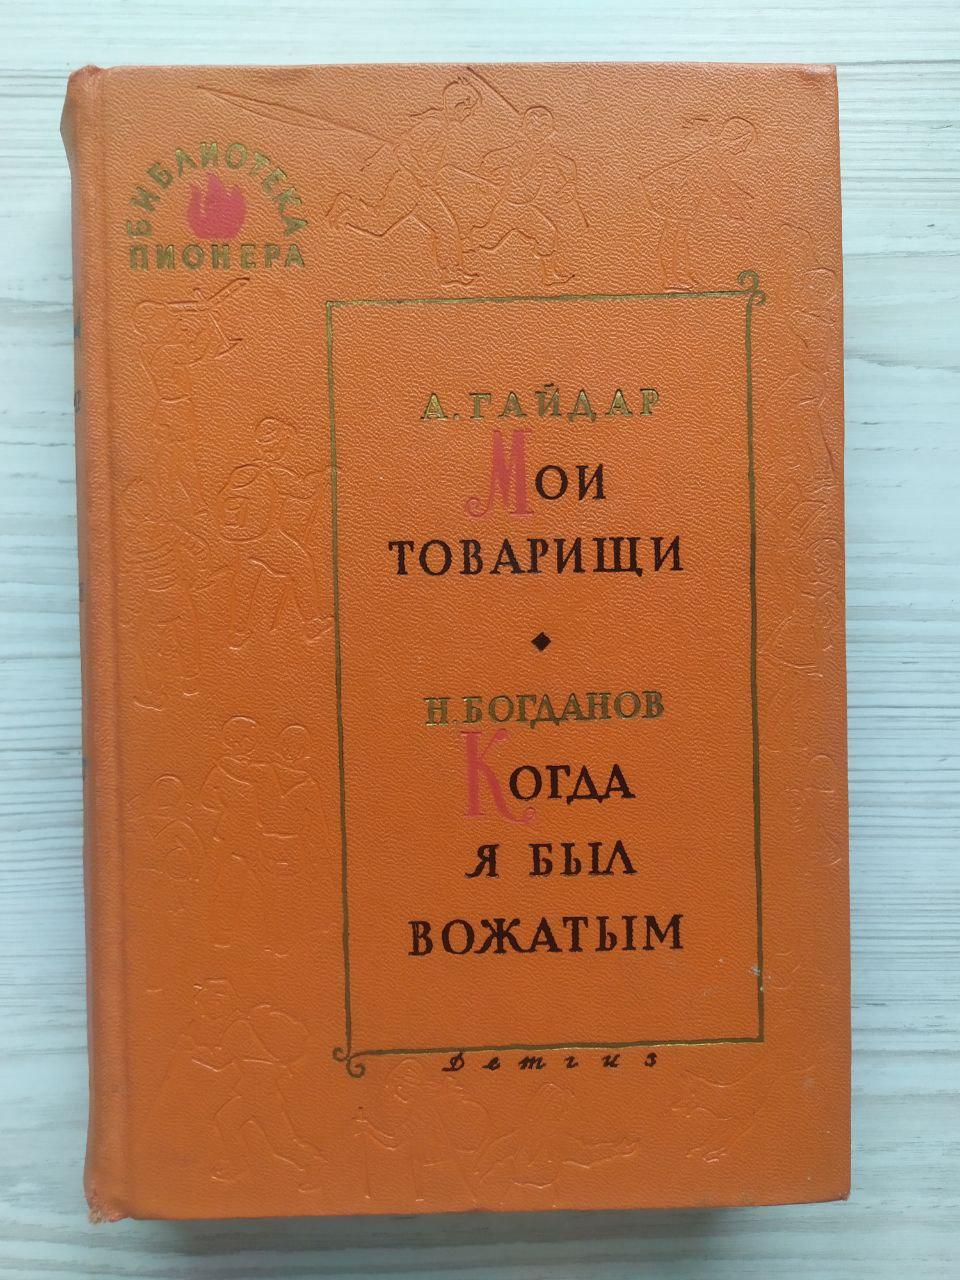 БИБЛИОТЕКА
ПИОНЕРА
А. ГАЙДАР
Мои
ТОВАРИЩИ
Н. БОГДАНОВ
Когда
Я БЫЛ
ВОЖАТЫМ
Детгиз